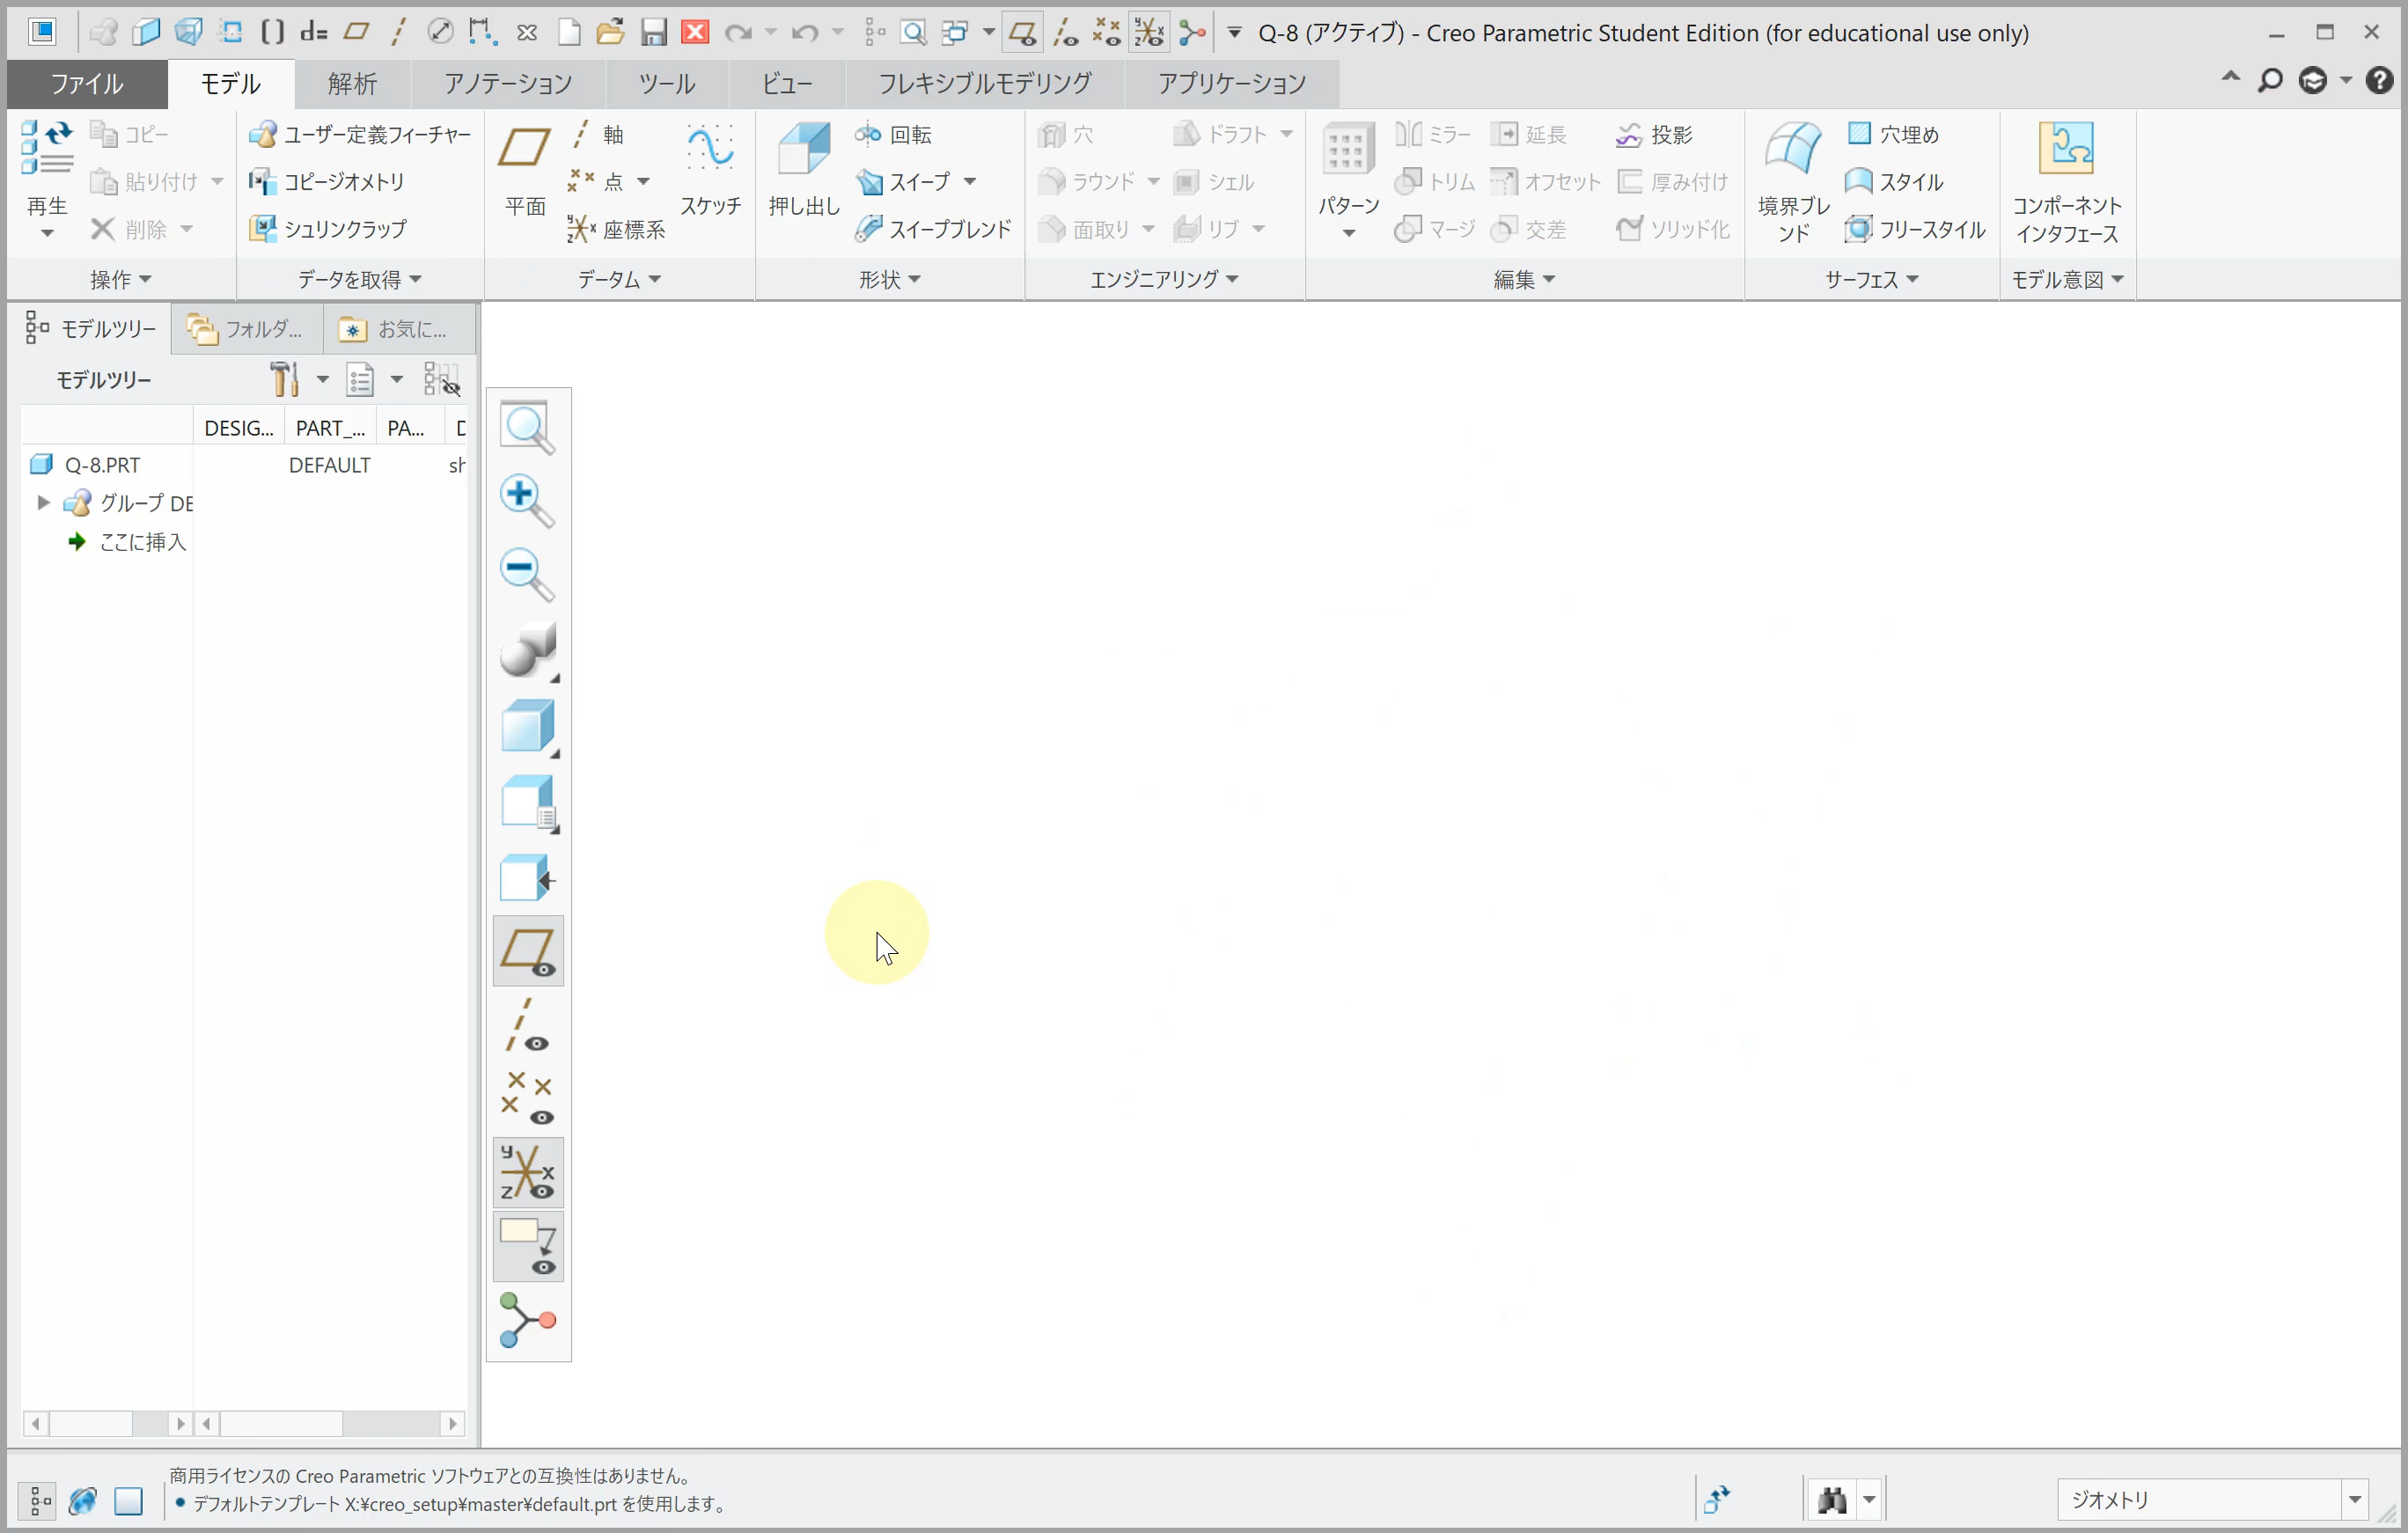 d= Q-8 (アクティブ) - Creo Parametric Student Edition (for educational use only)
ファイル モデル 解析 アノテーション ツール ビュー フレキシブルモデリング アプリケーション
再生 コピー 貼り付け 削除
ユーザー定義フィーチャー コピージオメトリ シュリンクラップ
平面 軸 点 座標系 スケッチ
押し出し 回転 スイープ スイープブレンド
穴 ラウンド 面取り ドラフト シェル リブ
パターン ミラー トリム マージ 延長 オフセット 交差 投影 厚み付け ソリッド化
境界ブレンド 穴埋め スタイル フリースタイル
コンポーネント
インタフェース
操作 データを取得 データム 形状 エンジニアリング 編集 サーフェス モデル意図
モデルツリー フォルダ... お気に...
モデルツリー
DESIG... PART_... PA...
Q-8.PRT DEFAULT sh
グループ DE
ここに挿入
y x z
商用ライセンスの Creo Parametric ソフトウェアとの互換性はありません。
• デフォルトテンプレート X:¥creo_setup¥master¥default.prt を使用します。
ジオメトリ